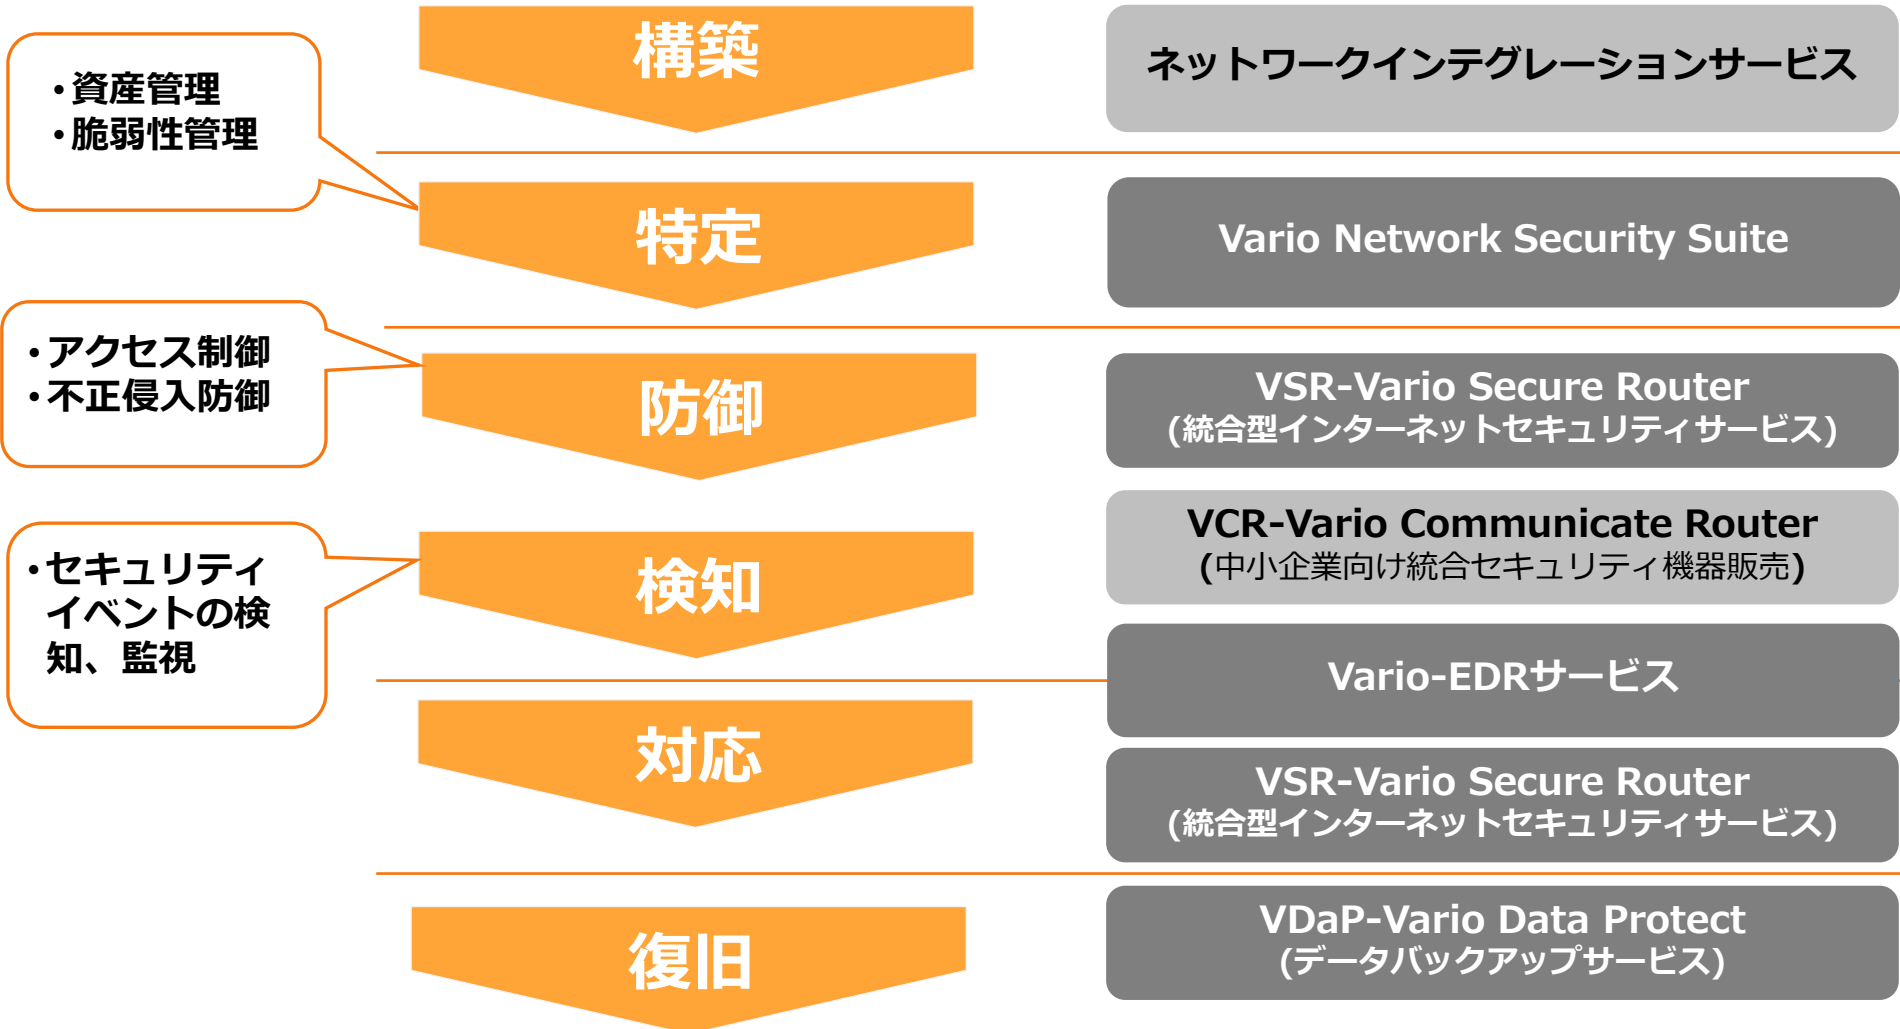 構築
ネットワークインテグレーションサービス
・資産管理
・脆弱性管理
特定
Vario Network Security Suite
・アクセス制御
・不正侵入防御
防御
VSR-Vario Secure Router
(統合型インターネットセキュリティサービス)
VCR-Vario Communicate Router
(中小企業向け統合セキュリティ機器販売)
・セキュリティ
イベントの検
知、監視
検知
Vario-EDRサービス
対応
VSR-Vario Secure Router
(統合型インターネットセキュリティサービス)
復旧
VDaP-Vario Data Protect
(データバックアップサービス)